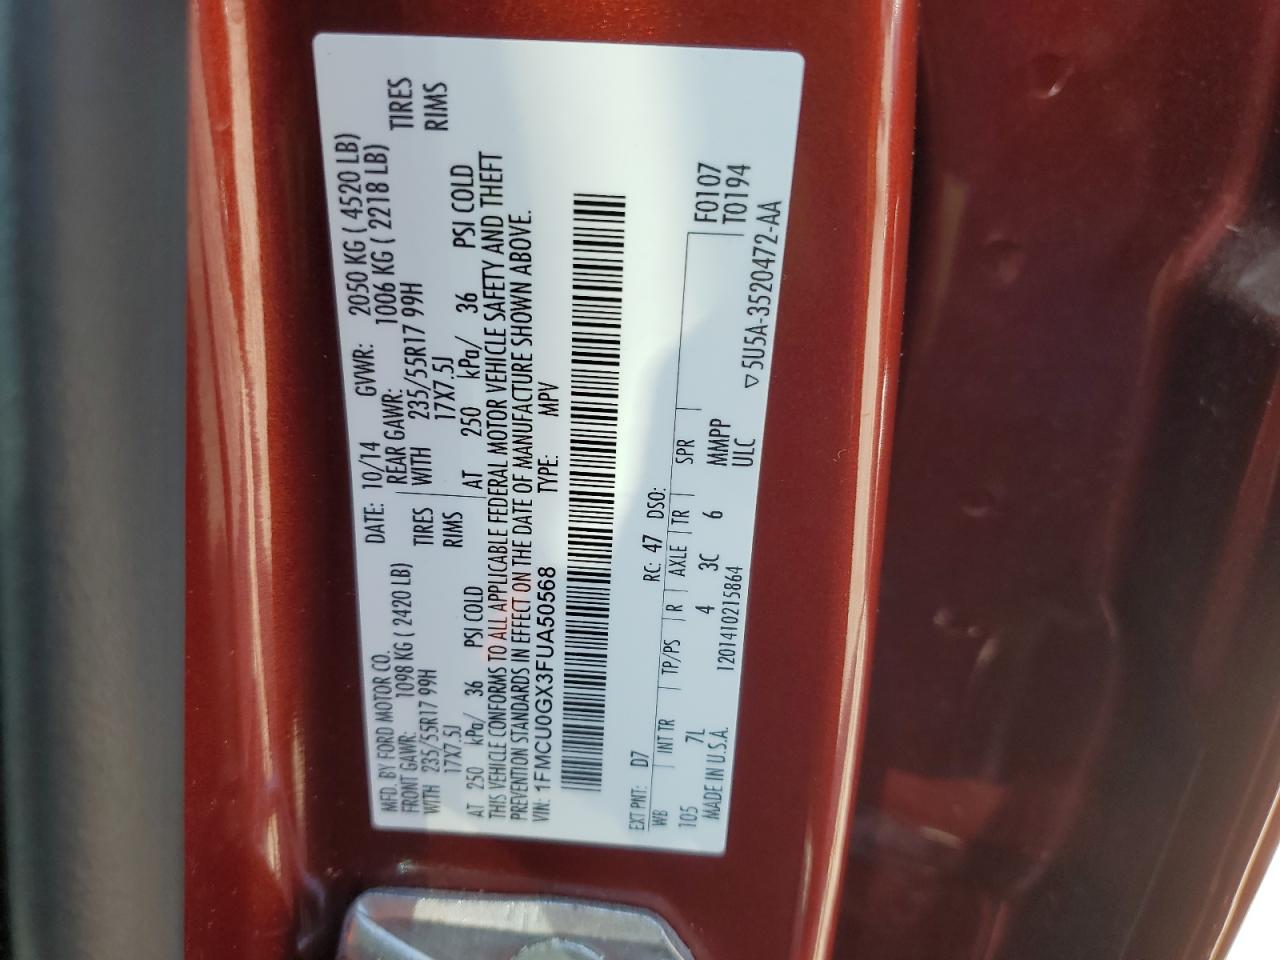 MFD. BY FORD MOTOR CO. DATE: 10/14 GVWR: 2050 KG ( 4520 LB)
FRONT GAWR: 1098 KG ( 2420 LB) REAR GAWR: 1006 KG ( 2218 LB)
WITH 235/55R17 99H TIRES WITH 235/55R17 99H TIRES
17X7.5J RIMS 17X7.5J RIMS
AT 250 kPa/ 36 PSI COLD AT 250 kPa/ 36 PSI COLD
THIS VEHICLE CONFORMS TO ALL APPLICABLE FEDERAL MOTOR VEHICLE SAFETY AND THEFT
PREVENTION STANDARDS IN EFFECT ON THE DATE OF MANUFACTURE SHOWN ABOVE.
VIN: 1FMCU0GX3FUA50568 TYPE: MPV
EXT PNT: D7 RC: 47 DSO:
WB INT TR TP/PS R AXLE TR SPR F0107
105 7L 4 3C 6 MMPP T0194
MADE IN U.S.A. 1201410215864 ULC ▽5U5A-3520472-AA